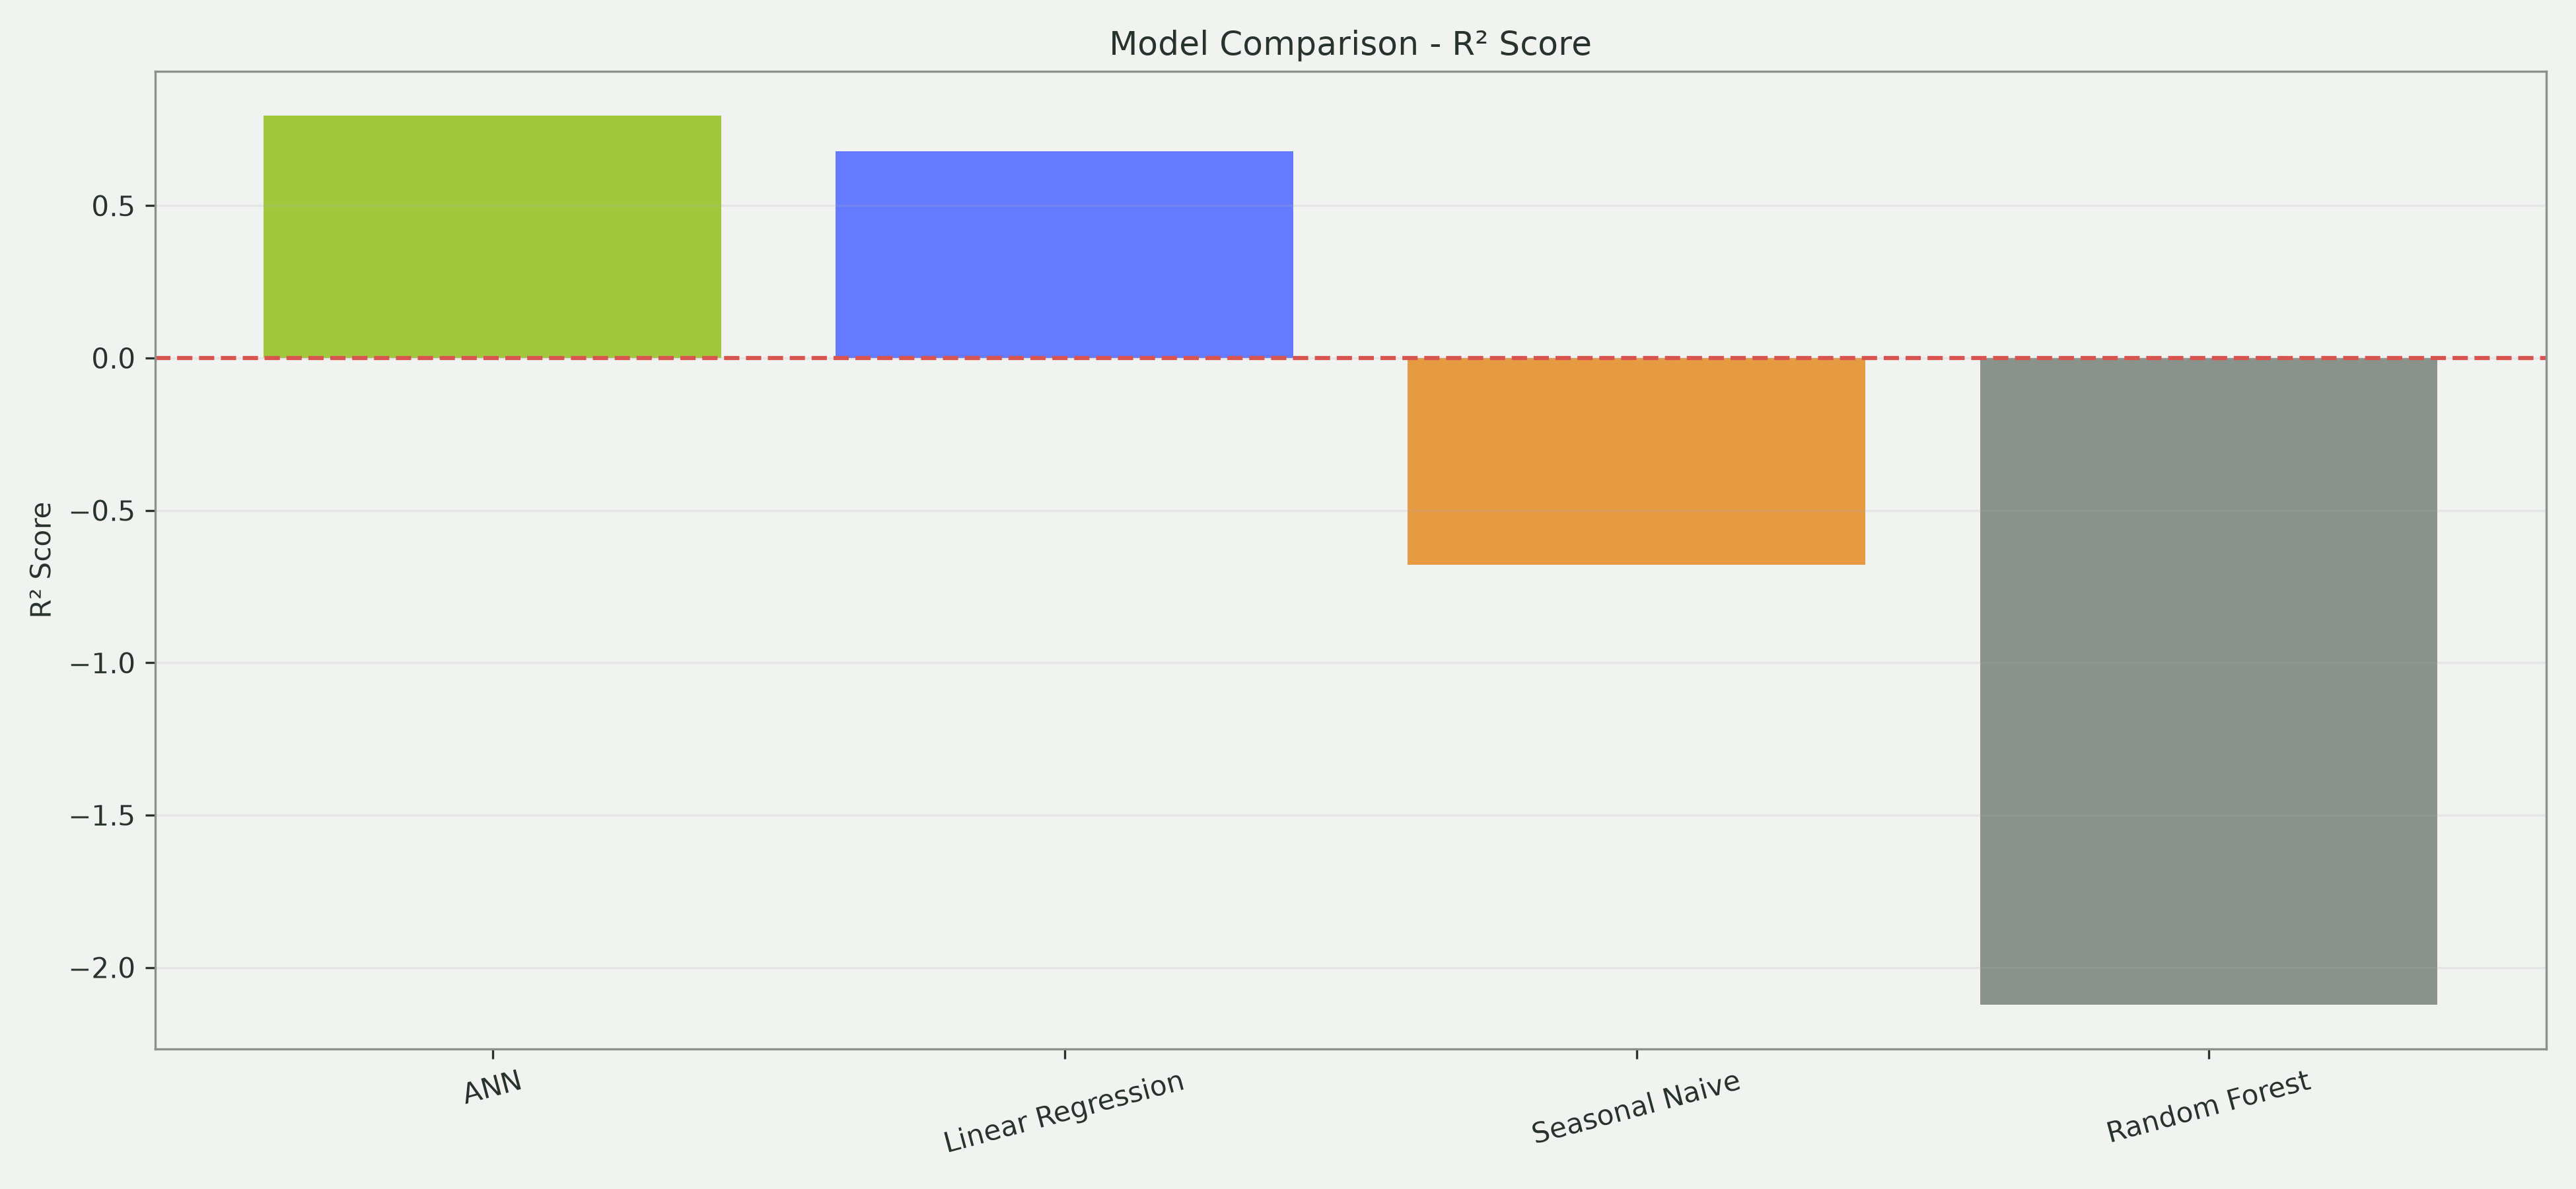 Model Comparison - R² Score
R² Score
0.5
0.0
−0.5
−1.0
−1.5
−2.0
ANN
Linear Regression
Seasonal Naive
Random Forest